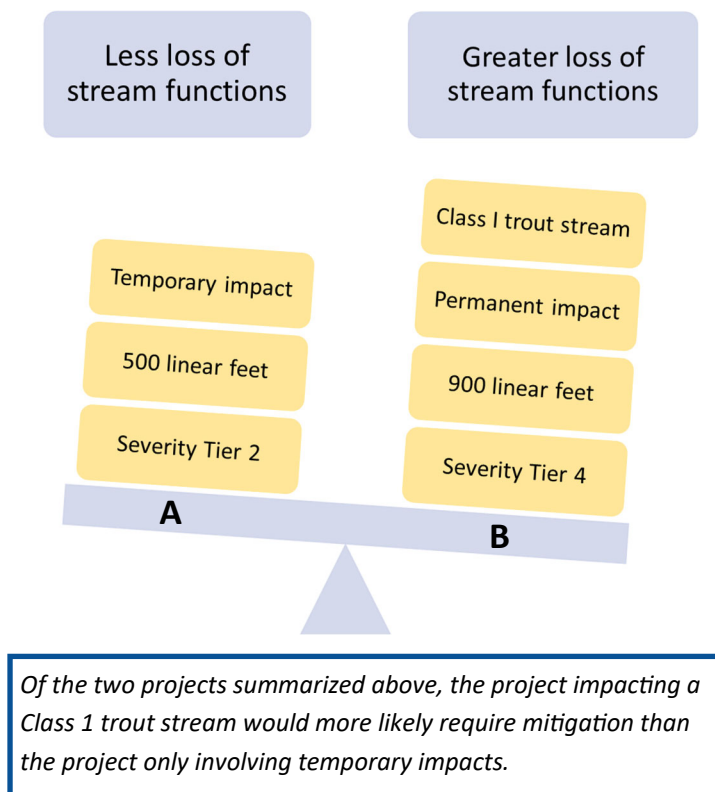 Less loss of
stream functions
Greater loss of
stream functions
Temporary impact
500 linear feet
Severity Tier 2
A
Class I trout stream
Permanent impact
900 linear feet
Severity Tier 4
B
Of the two projects summarized above, the project impacting a
Class 1 trout stream would more likely require mitigation than
the project only involving temporary impacts.